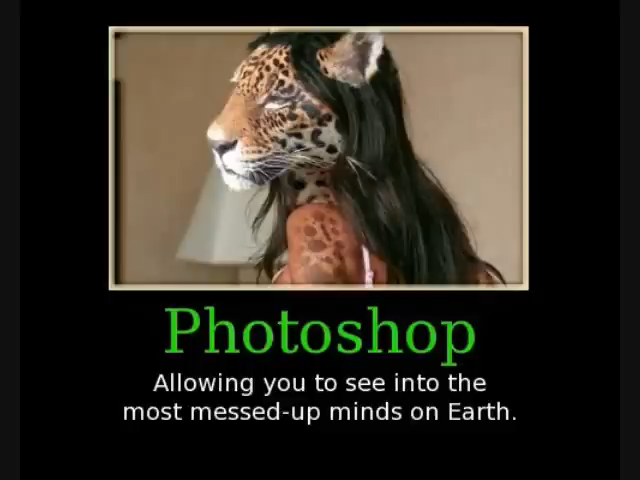 Photoshop
Allowing you to see into the
most messed-up minds on Earth.